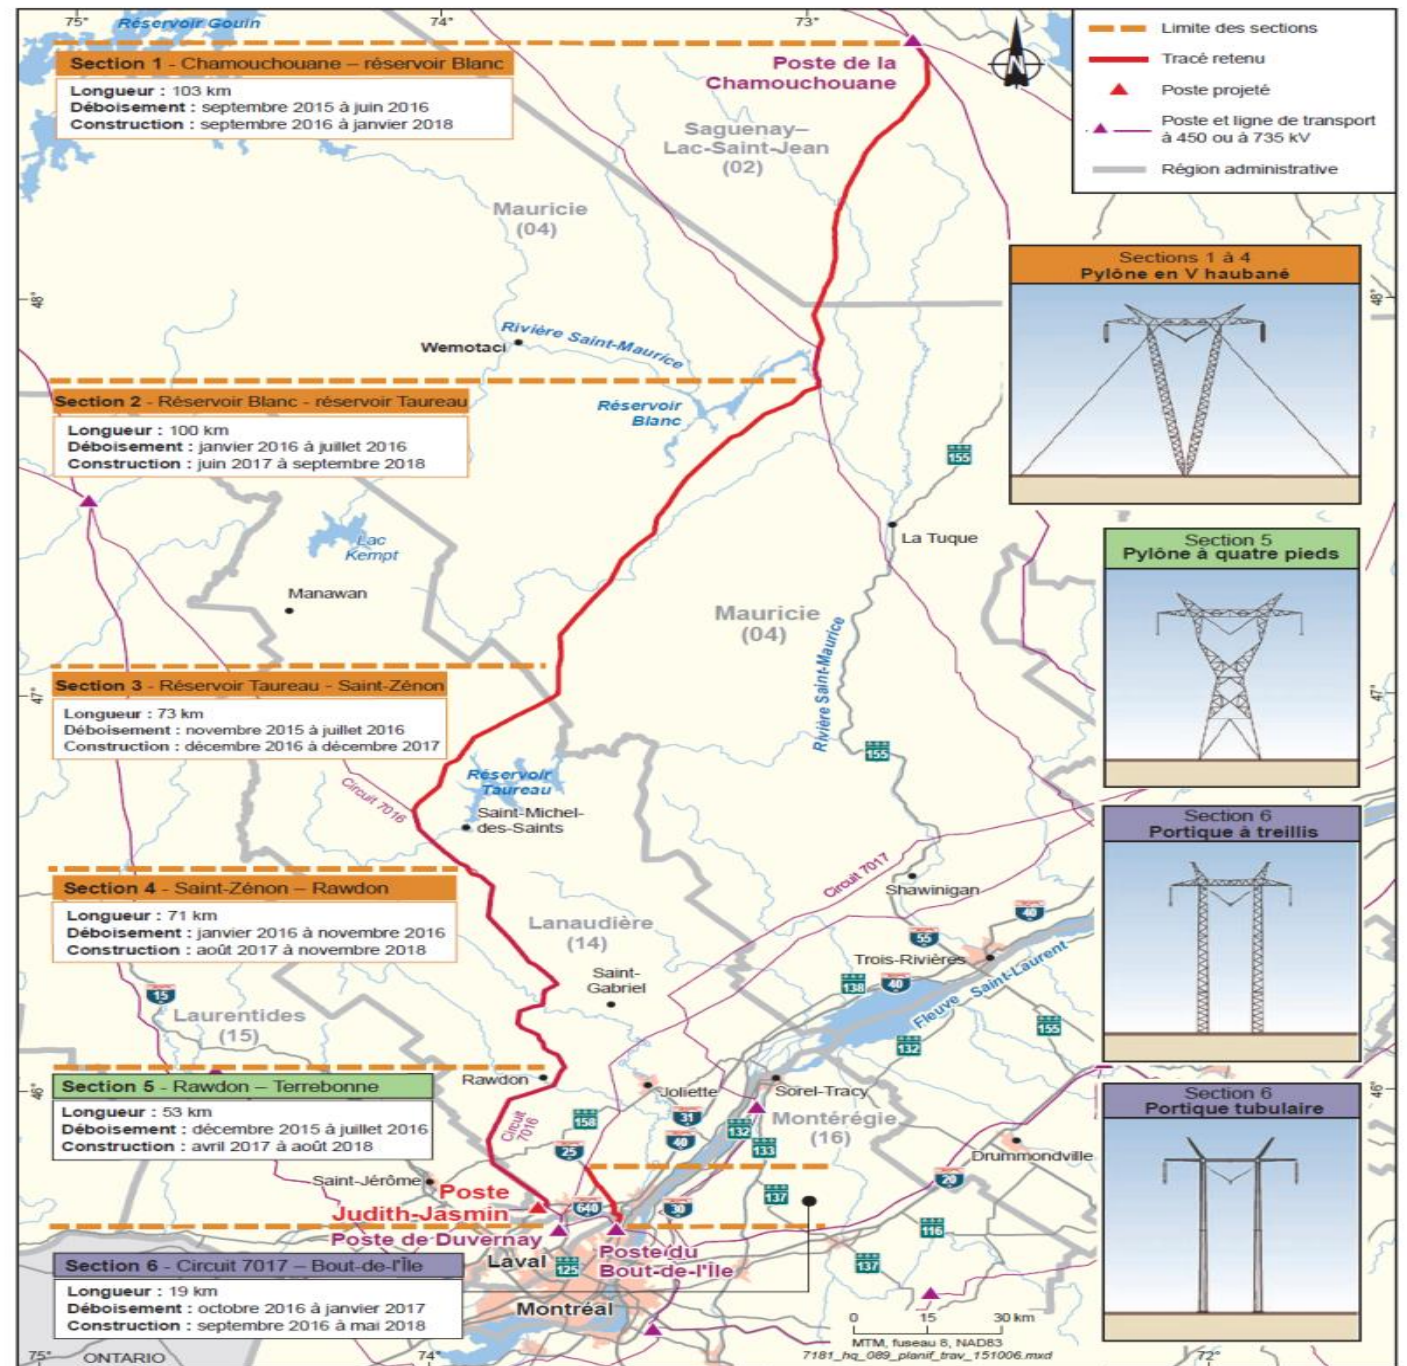 75°
74°
73°
Réservoir Gouin
Section 1 - Chamouchouane – réservoir Blanc
Longueur : 103 km
Déboisement : septembre 2015 à juin 2016
Construction : septembre 2016 à janvier 2018
Poste de la
Chamouchouane
N
Limite des sections
Tracé retenu
Poste projeté
Poste et ligne de transport
à 450 ou à 735 kV
Région administrative
Saguenay–
Lac-Saint-Jean
(02)
Mauricie
(04)
Sections 1 à 4
Pylône en V haubané
48°
48°
Rivière Saint-Maurice
Wemotaci
Section 2 - Réservoir Blanc - réservoir Taureau
Longueur : 100 km
Déboisement : janvier 2016 à juillet 2016
Construction : juin 2017 à septembre 2018
Réservoir
Blanc
155
La Tuque
Lac
Kempt
Manawan
Section 5
Pylône à quatre pieds
Mauricie
(04)
Rivière Saint-Maurice
47°
47°
Section 3 - Réservoir Taureau - Saint-Zénon
Longueur : 73 km
Déboisement : novembre 2015 à juillet 2016
Construction : décembre 2016 à décembre 2017
155
Réservoir
Taureau
Circuit 7016
Saint-Michel-
des-Saints
Section 6
Portique à treillis
Section 4 - Saint-Zénon – Rawdon
Longueur : 71 km
Déboisement : janvier 2016 à novembre 2016
Construction : août 2017 à novembre 2018
Circuit 7017
Shawinigan
40
55
Lanaudière
(14)
Trois-Rivières
Saint-
Gabriel
138
40
Fleuve Saint-Laurent
15
Laurentides
(15)
155
132
46°
46°
Section 5 - Rawdon – Terrebonne
Longueur : 53 km
Déboisement : décembre 2015 à juillet 2016
Construction : avril 2017 à août 2018
Rawdon
Joliette
Sorel-Tracy
Section 6
Portique tubulaire
Circuit
7016
158
31
40
132
133
Montérégie
(16)
25
Drummondville
Saint-Jérôme
20
137
Poste
Judith-Jasmin
640
30
116
Poste de Duvernay
Poste du
Bout-de-l'Île
Laval
125
137
Section 6 - Circuit 7017 – Bout-de-l'Île
Longueur : 19 km
Déboisement : octobre 2016 à janvier 2017
Construction : septembre 2016 à mai 2018
Montréal
0 15 30 km
MTM, fuseau 8, NAD83
7181_hq_089_planif_trav_151006.mxd
75°
ONTARIO
74°
72°